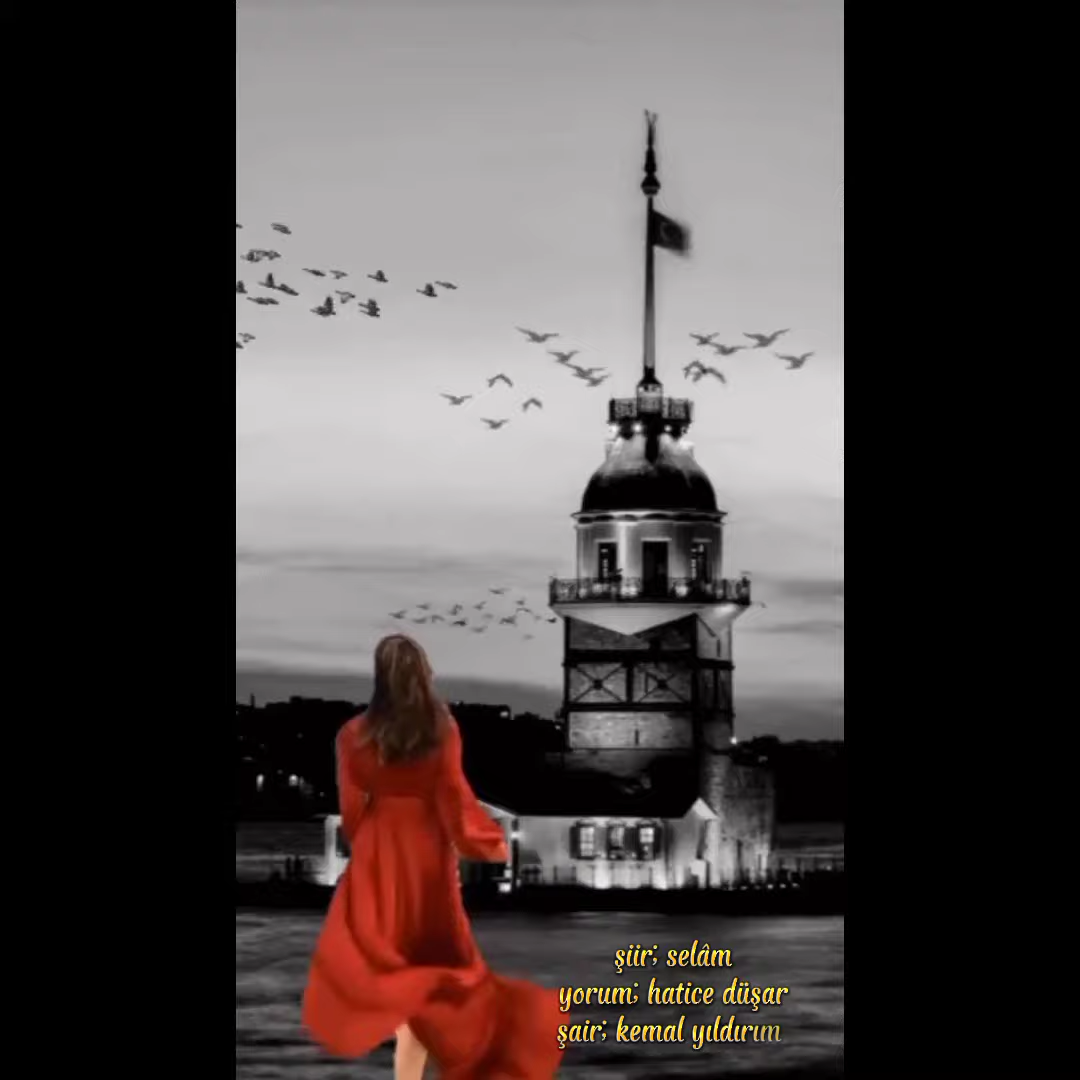 şiir; selâm
yorum; hatice düşar
şair; kemal yıldırım